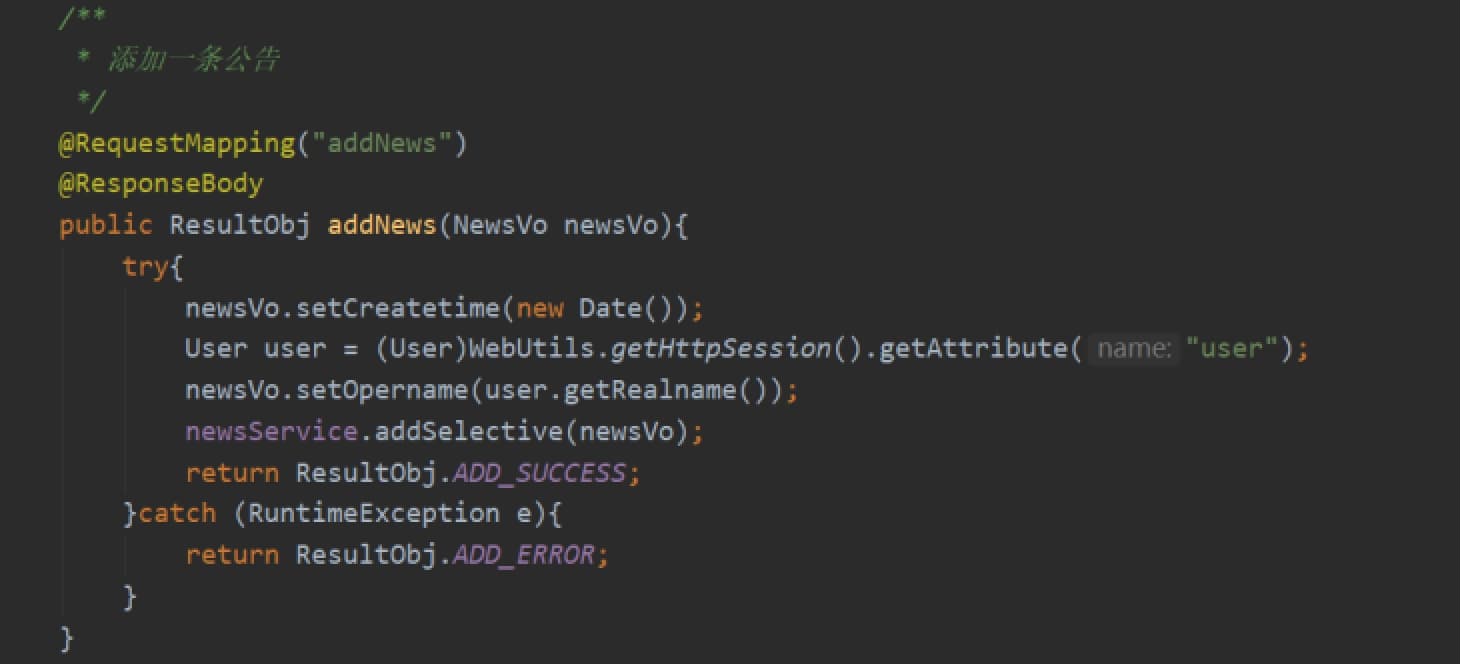 /**
 * 添加一条公告
 */
@RequestMapping("addNews")
@ResponseBody
public ResultObj addNews(NewsVo newsVo){
    try{
        newsVo.setCreatetime(new Date());
        User user = (User)WebUtils.getHttpSession().getAttribute( name: "user");
        newsVo.setOpername(user.getRealname());
        newsService.addSelective(newsVo);
        return ResultObj.ADD_SUCCESS;
    }catch (RuntimeException e){
        return ResultObj.ADD_ERROR;
    }
}